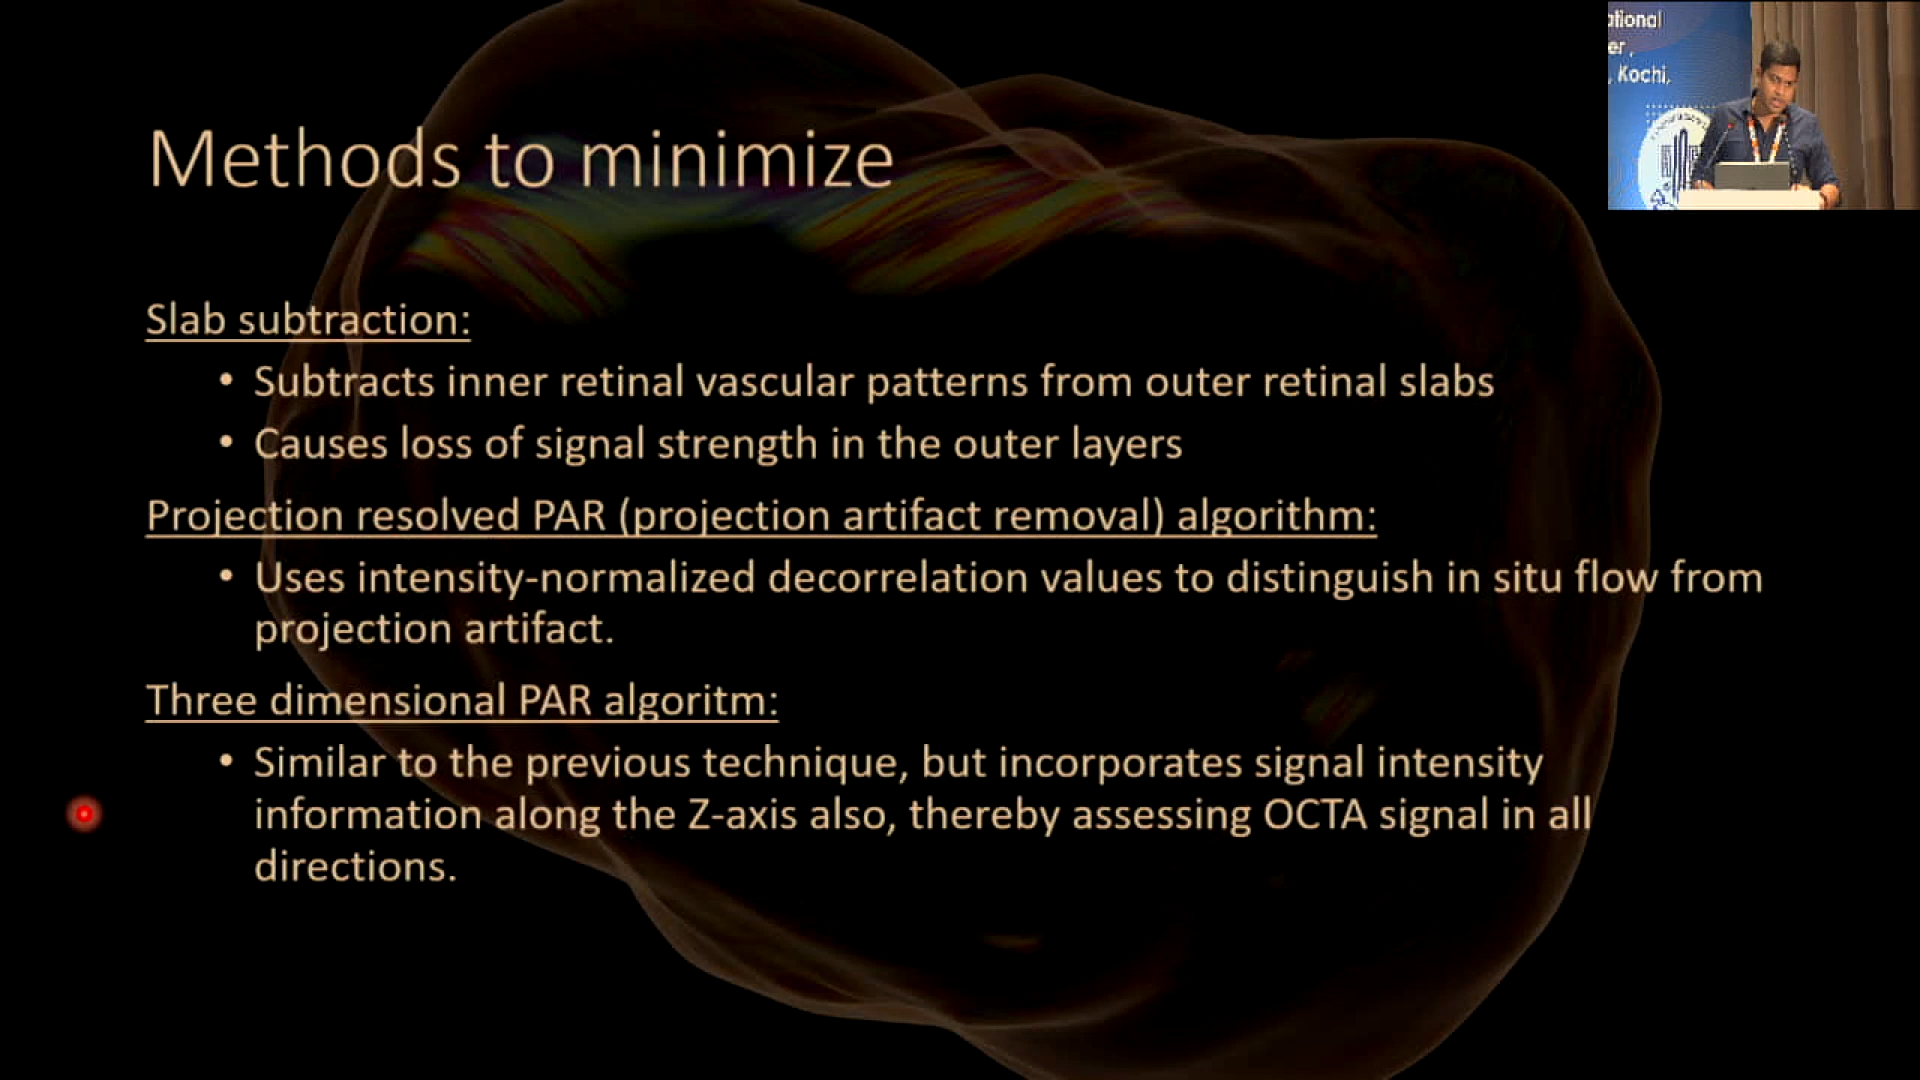 Methods to minimize
Slab subtraction:
• Subtracts inner retinal vascular patterns from outer retinal slabs
• Causes loss of signal strength in the outer layers
Projection resolved PAR (projection artifact removal) algorithm:
• Uses intensity-normalized decorrelation values to distinguish in situ flow from
projection artifact.
Three dimensional PAR algoritm:
• Similar to the previous technique, but incorporates signal intensity
information along the Z-axis also, thereby assessing OCTA signal in all
directions.
ational
er,
, Kochi,